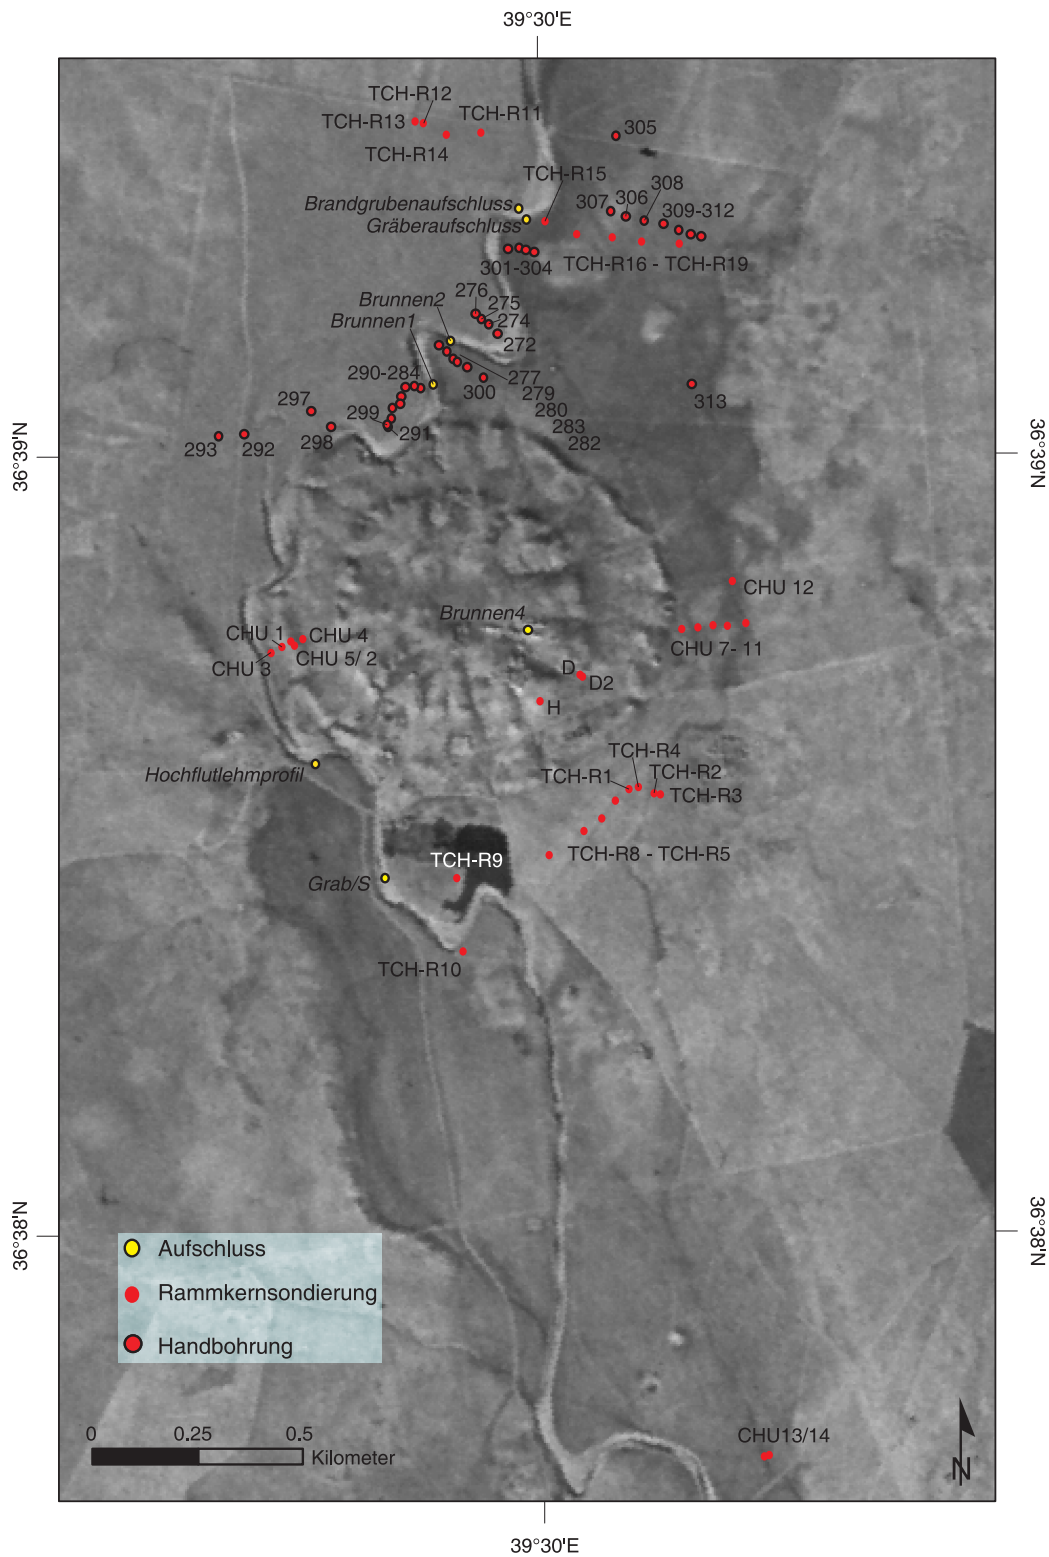 39°30'E
TCH-R12
TCH-R13
TCH-R11
TCH-R14
305
TCH-R15
308
Brandgrubenaufschluss
307 306
309-312
Gräberaufschluss
301-304
TCH-R16 - TCH-R19
276
Brunnen2
275
Brunnen1
274
272
290-284
277
300
279
297
280
313
299
291
283
293
292
298
282
36°39'N
36°39'N
CHU 12
Brunnen4
CHU 1
CHU 4
CHU 7- 11
CHU 3
CHU 5/ 2
D
D2
H
TCH-R4
Hochflutlehmprofil
TCH-R1
TCH-R2
TCH-R3
TCH-R8 - TCH-R5
TCH-R9
Grab/S
TCH-R10
36°38'N
36°38'N
Aufschluss
Rammkernsondierung
Handbohrung
0 0.25 0.5
Kilometer
CHU13/14
N
39°30'E